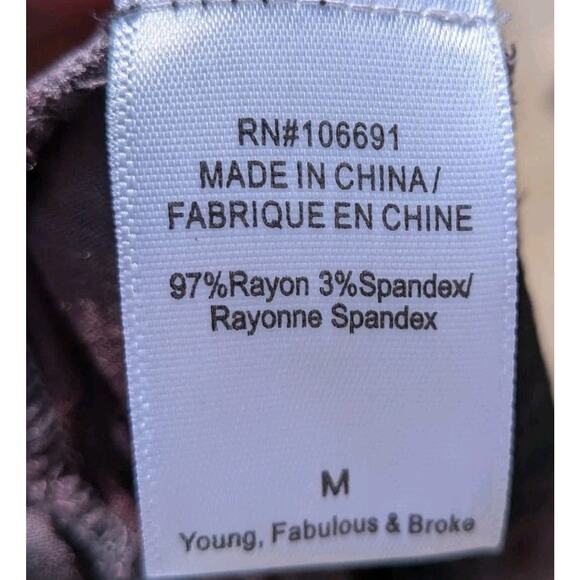 RN#106691
MADE IN CHINA/
FABRIQUE EN CHINE
97%Rayon 3%Spandex/
Rayonne Spandex
M
Young, Fabulous & Broke